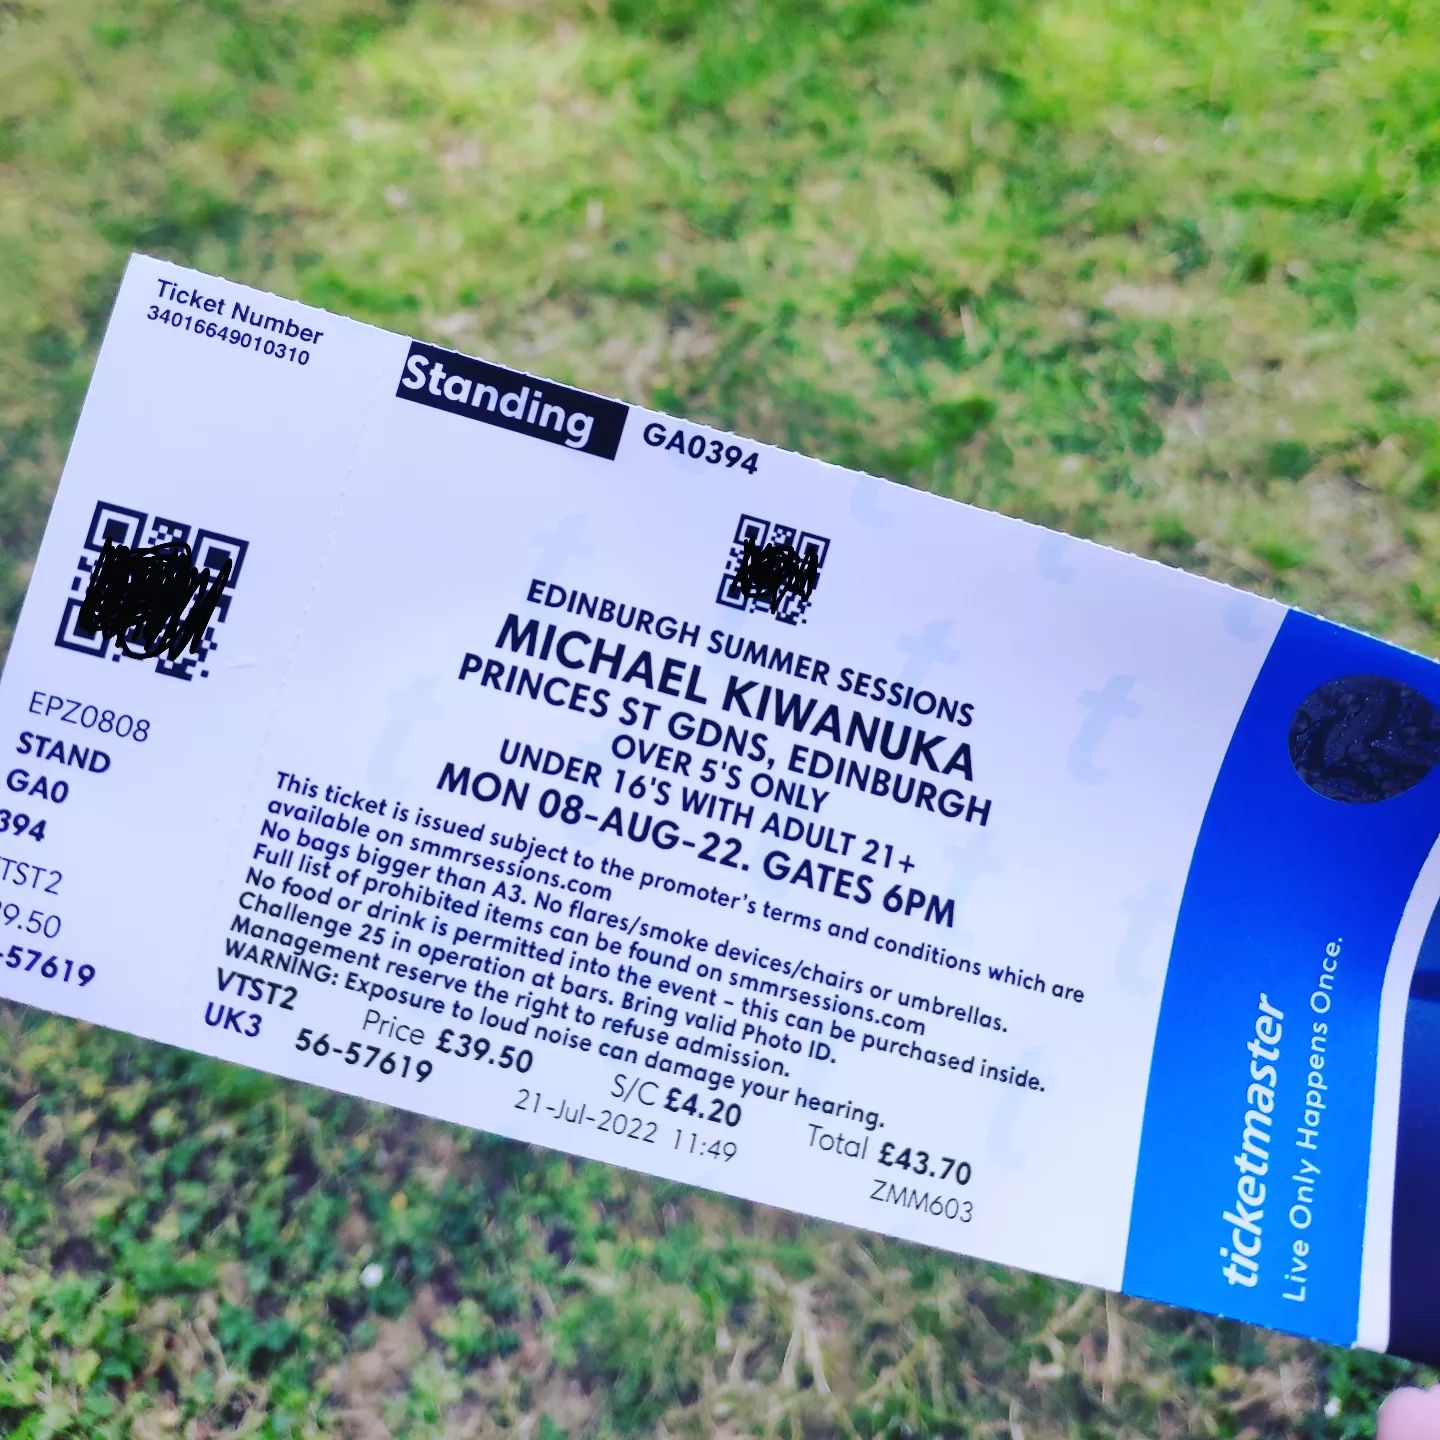 Ticket Number
34016649010310
EPZ0808
STAND
GA0
394
TST2
9.50
-57619
Standing GA0394
EDINBURGH SUMMER SESSIONS
MICHAEL KIWANUKA
PRINCES ST GDNS, EDINBURGH
OVER 5'S ONLY
UNDER 16'S WITH ADULT 21+
MON 08-AUG-22. GATES 6PM
This ticket is issued subject to the promoter's terms and conditions which are
available on smmrsessions.com
No bags bigger than A3. No flares/smoke devices/chairs or umbrellas.
Full list of prohibited items can be found on smmrsessions.com
No food or drink is permitted into the event - this can be purchased inside.
Challenge 25 in operation at bars. Bring valid Photo ID.
Management reserve the right to refuse admission.
WARNING: Exposure to loud noise can damage your hearing.
VTST2 Price £39.50 S/C £4.20 Total £43.70
UK3 56-57619 21-Jul-2022 11:49 ZMM603
ticketmaster
Live Only Happens Once.